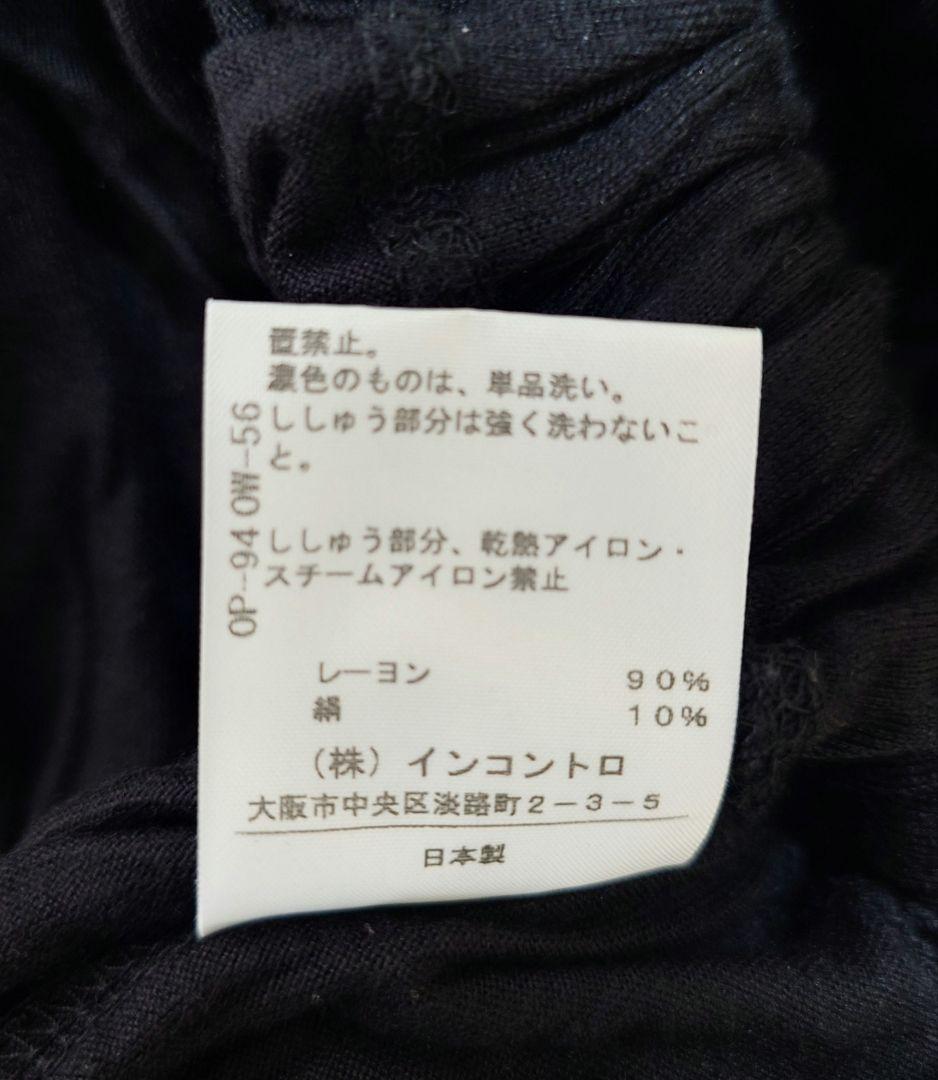 置禁止。
濃色のものは、単品洗い。
ししゅう部分は強く洗わないこ
と。
ししゅう部分、乾熱アイロン・
スチームアイロン禁止
レーヨン 90%
絹 10%
（株）インコントロ
大阪市中央区淡路町2－3－5
日本製
OP-94 OW-56